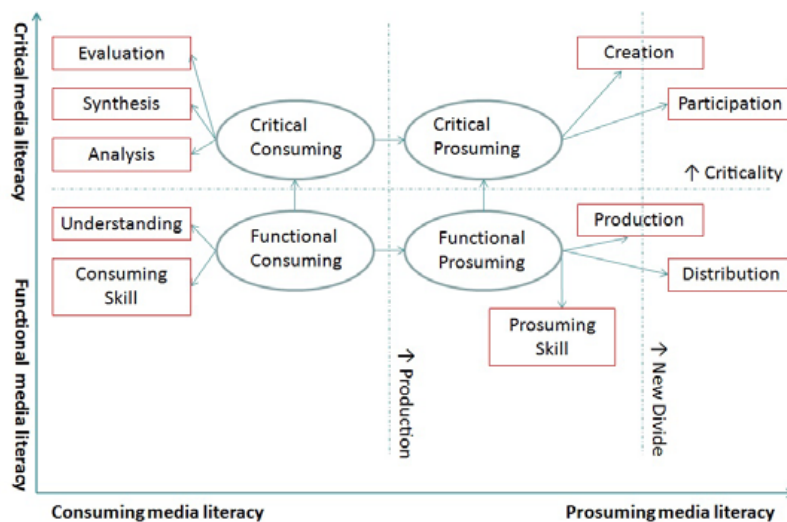 Critical media literacy
Functional media literacy
Evaluation
Synthesis
Analysis
Critical
Consuming
Critical
Prosuming
Creation
Participation
↑ Criticality
Understanding
Consuming
Skill
Functional
Consuming
Functional
Prosuming
Production
Distribution
Prosuming
Skill
↑ Production
↑ New Divide
Consuming media literacy
Prosuming media literacy